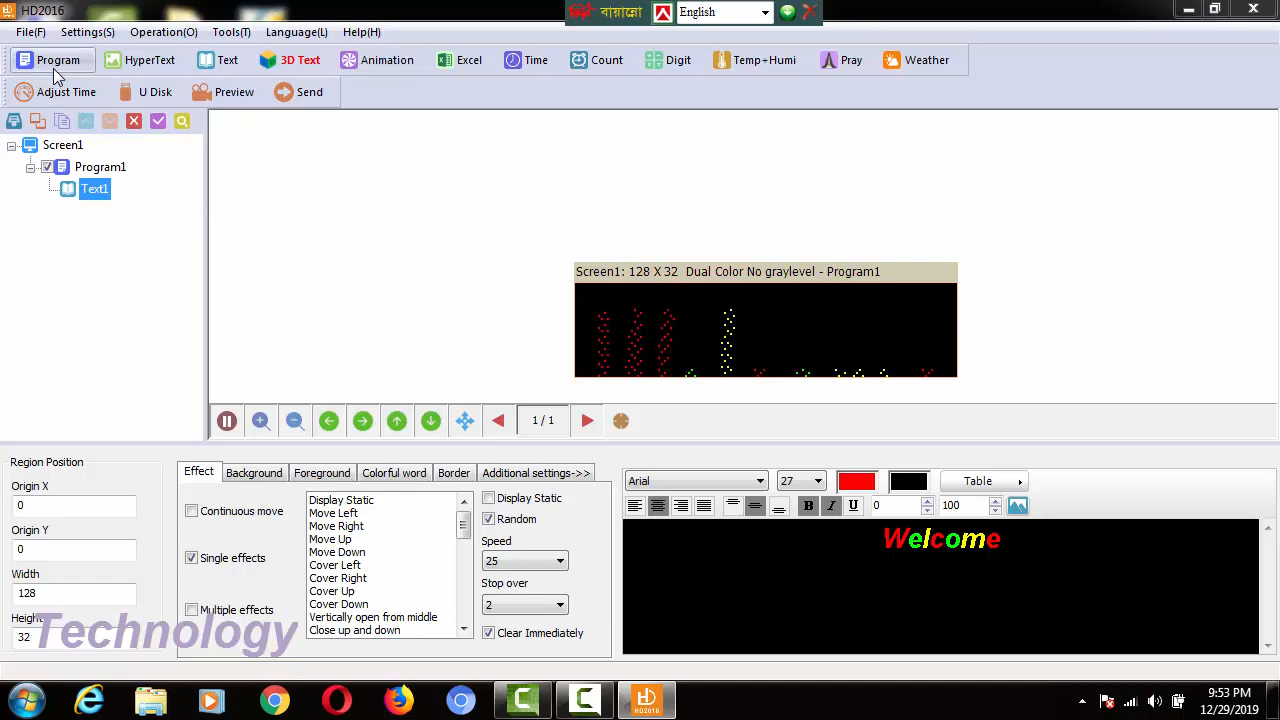 HD2016
বায়ান্নো English
File(F) Settings(S) Operation(O) Tools(T) Language(L) Help(H)
Program HyperText Text 3D Text Animation Excel Time Count Digit Temp+Humi Pray Weather
Adjust Time U Disk Preview Send
Screen1
Program1
Text1
Screen1: 128 X 32 Dual Color No graylevel - Program1
1 / 1
Region Position
Origin X
0
Origin Y
0
Width
128
Height
32
Technology
Effect Background Foreground Colorful word Border Additional settings->>
Continuous move
Single effects
Multiple effects
Display Static
Move Left
Move Right
Move Up
Move Down
Cover Left
Cover Right
Cover Up
Cover Down
Vertically open from middle
Close up and down
Display Static
Random
Speed
25
Stop over
2
Clear Immediately
Arial 27 Table
B I U 0 100
Welcome
HD
HD2016
9:53 PM
12/29/2019